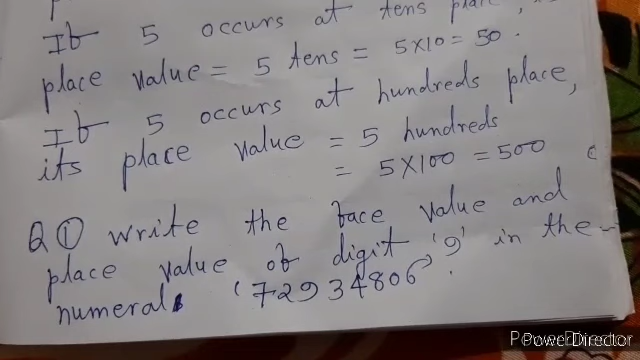 If 5 occurs at tens place,
place value = 5 tens = 5×10 = 50.
If 5 occurs at hundreds place,
its place value = 5 hundreds
= 5×100 = 500
Q ① Write the face value and
place value of digit '9' in the
numeral '72934806'.
PowerDirector